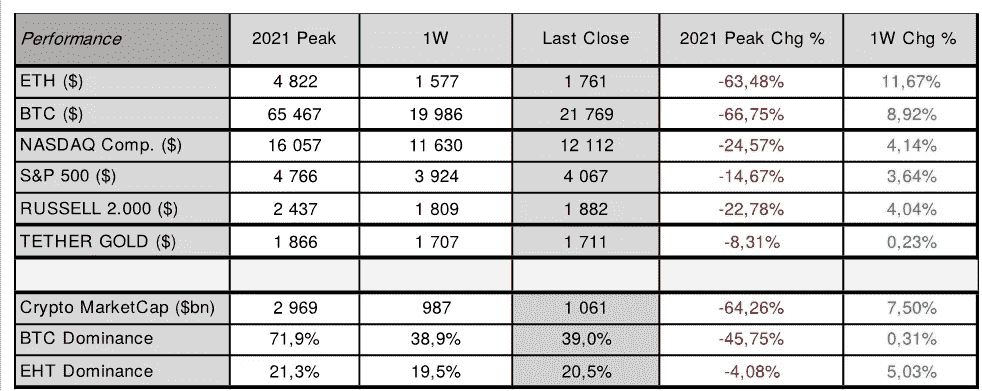 Performance 2021 Peak 1W Last Close 2021 Peak Chg % 1W Chg %
ETH ($) 4 822 1 577 1 761 -63,48% 11,67%
BTC ($) 65 467 19 986 21 769 -66,75% 8,92%
NASDAQ Comp. ($) 16 057 11 630 12 112 -24,57% 4,14%
S&P 500 ($) 4 766 3 924 4 067 -14,67% 3,64%
RUSSELL 2.000 ($) 2 437 1 809 1 882 -22,78% 4,04%
TETHER GOLD ($) 1 866 1 707 1 711 -8,31% 0,23%
Crypto MarketCap ($bn) 2 969 987 1 061 -64,26% 7,50%
BTC Dominance 71,9% 38,9% 39,0% -45,75% 0,31%
EHT Dominance 21,3% 19,5% 20,5% -4,08% 5,03%